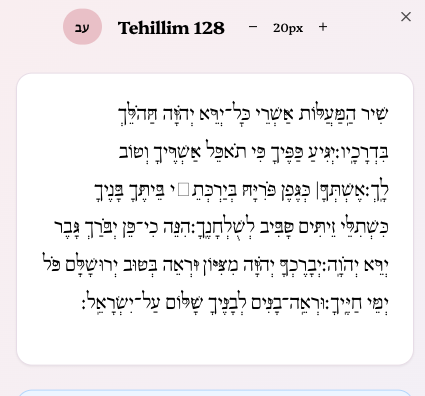 עב
Tehillim 128
− 20px +
×
שִׁיר הַמַּעֲלוֹת אַשְׁרֵי כָּל־יְרֵא יְהֹוָה הַהֹלֵךְ
בִּדְרָכָיו׃יְגִיעַ כַּפֶּיךָ כִּי תֹאכֵל אַשְׁרֶיךָ וְטוֹב
לָךְ׃אֶשְׁתְּךָ| כְּגֶפֶן פֹּרִיָּה בְּיַרְכְּתֵ□י בֵיתֶךָ בָּנֶיךָ
כִּשְׁתִלֵי זֵיתִים סָבִיב לְשֻׁלְחָנֶךָ׃הִנֵּה כִי־כֵן יְבֹרַךְ גָּבֶר
יְרֵא יְהֹוָה׃יְבָרֶכְךָ יְהֹוָה מִצִּיּוֹן וּרְאֵה בְּטוּב יְרוּשָׁלִָם כֹּל
יְמֵי חַיֶּיךָ׃וּרְאֵה־בָנִים לְבָנֶיךָ שָׁלוֹם עַל־יִשְׂרָאֵל׃